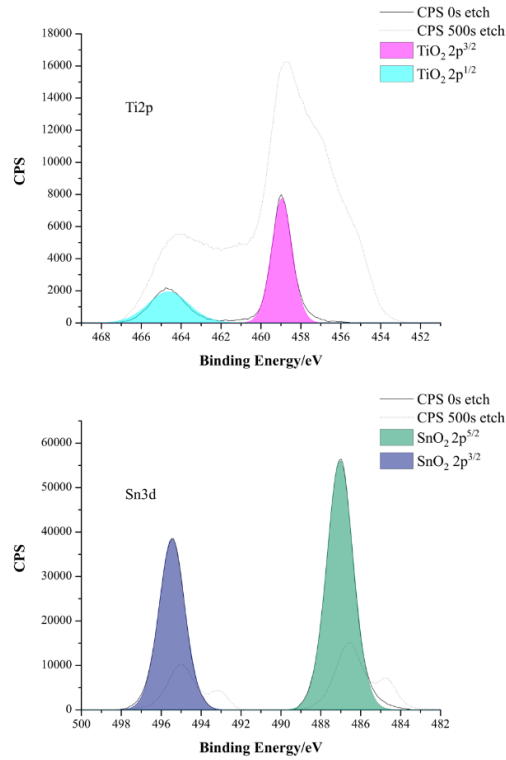 CPS 0s etch
CPS 500s etch
TiO2 2p3/2
TiO2 2p1/2
18000
16000
14000
12000
10000
8000
6000
4000
2000
0
CPS
Ti2p
468 466 464 462 460 458 456 454 452
Binding Energy/eV
CPS 0s etch
CPS 500s etch
SnO2 2p5/2
SnO2 2p3/2
60000
50000
40000
30000
20000
10000
0
CPS
Sn3d
500 498 496 494 492 490 488 486 484 482
Binding Energy/eV